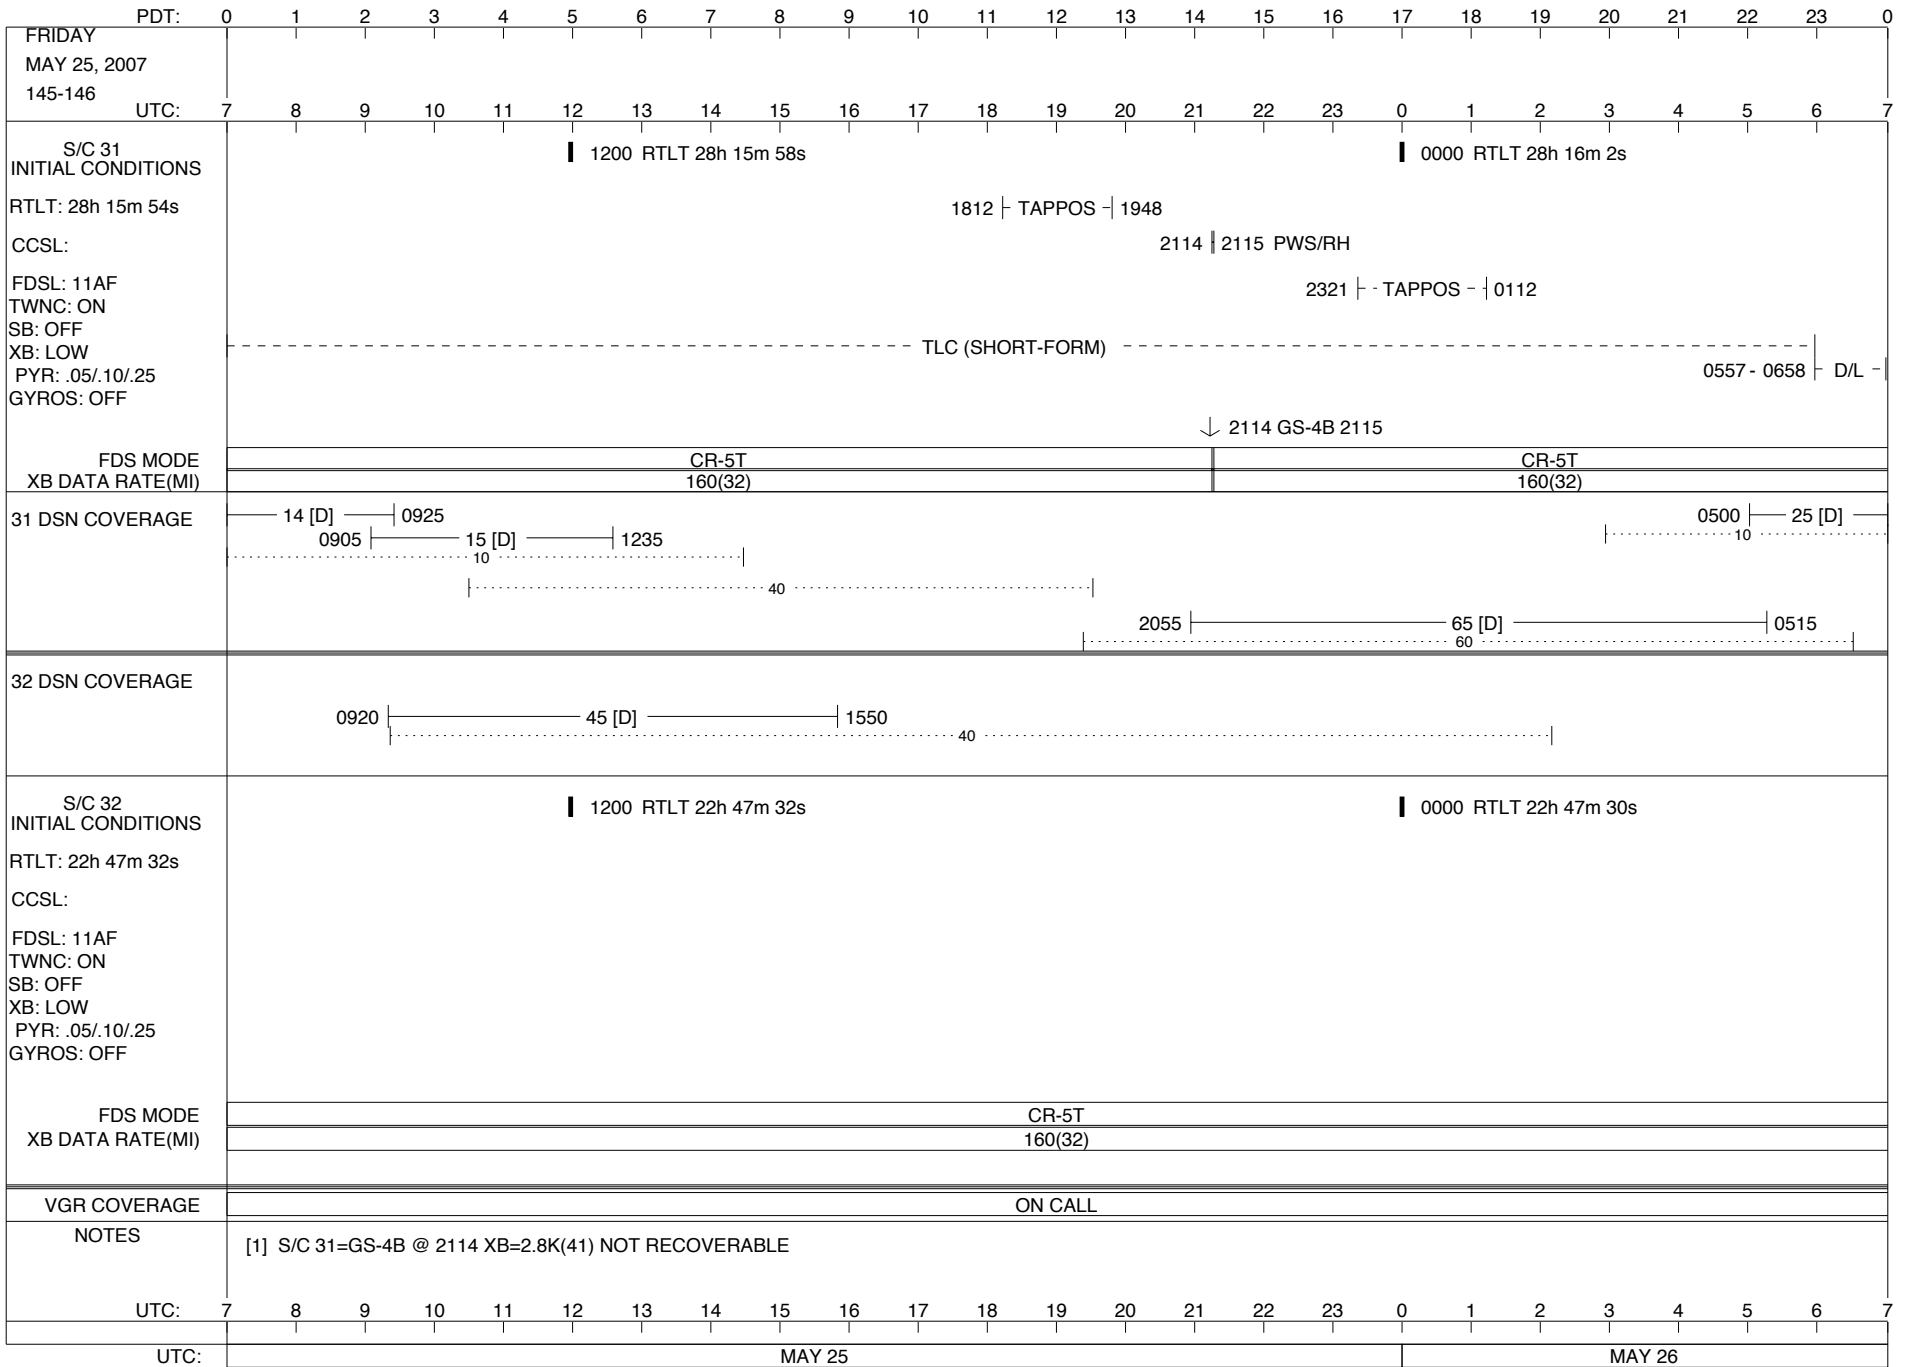 PDT: 0 1 2 3 4 5 6 7 8 9 10 11 12 13 14 15 16 17 18 19 20 21 22 23 0
FRIDAY
MAY 25, 2007
145-146
UTC: 7 8 9 10 11 12 13 14 15 16 17 18 19 20 21 22 23 0 1 2 3 4 5 6 7
S/C 31
INITIAL CONDITIONS
1200 RTLT 28h 15m 58s
0000 RTLT 28h 16m 2s
RTLT: 28h 15m 54s
1812 TAPPOS 1948
CCSL:
2114 2115 PWS/RH
FDSL: 11AF
2321 TAPPOS 0112
TWNC: ON
SB: OFF
XB: LOW
TLC (SHORT-FORM)
PYR: .05/.10/.25
0557 - 0658 D/L
GYROS: OFF
2114 GS-4B 2115
FDS MODE CR-5T CR-5T
XB DATA RATE(MI) 160(32) 160(32)
31 DSN COVERAGE
14 [D] 0925
0500 25 [D]
0905 15 [D] 1235
10
10
40
2055 65 [D] 0515
60
32 DSN COVERAGE
0920 45 [D] 1550
40
S/C 32
INITIAL CONDITIONS
1200 RTLT 22h 47m 32s
0000 RTLT 22h 47m 30s
RTLT: 22h 47m 32s
CCSL:
FDSL: 11AF
TWNC: ON
SB: OFF
XB: LOW
PYR: .05/.10/.25
GYROS: OFF
FDS MODE CR-5T
XB DATA RATE(MI) 160(32)
VGR COVERAGE ON CALL
NOTES
[1] S/C 31=GS-4B @ 2114 XB=2.8K(41) NOT RECOVERABLE
UTC: 7 8 9 10 11 12 13 14 15 16 17 18 19 20 21 22 23 0 1 2 3 4 5 6 7
UTC: MAY 25 MAY 26